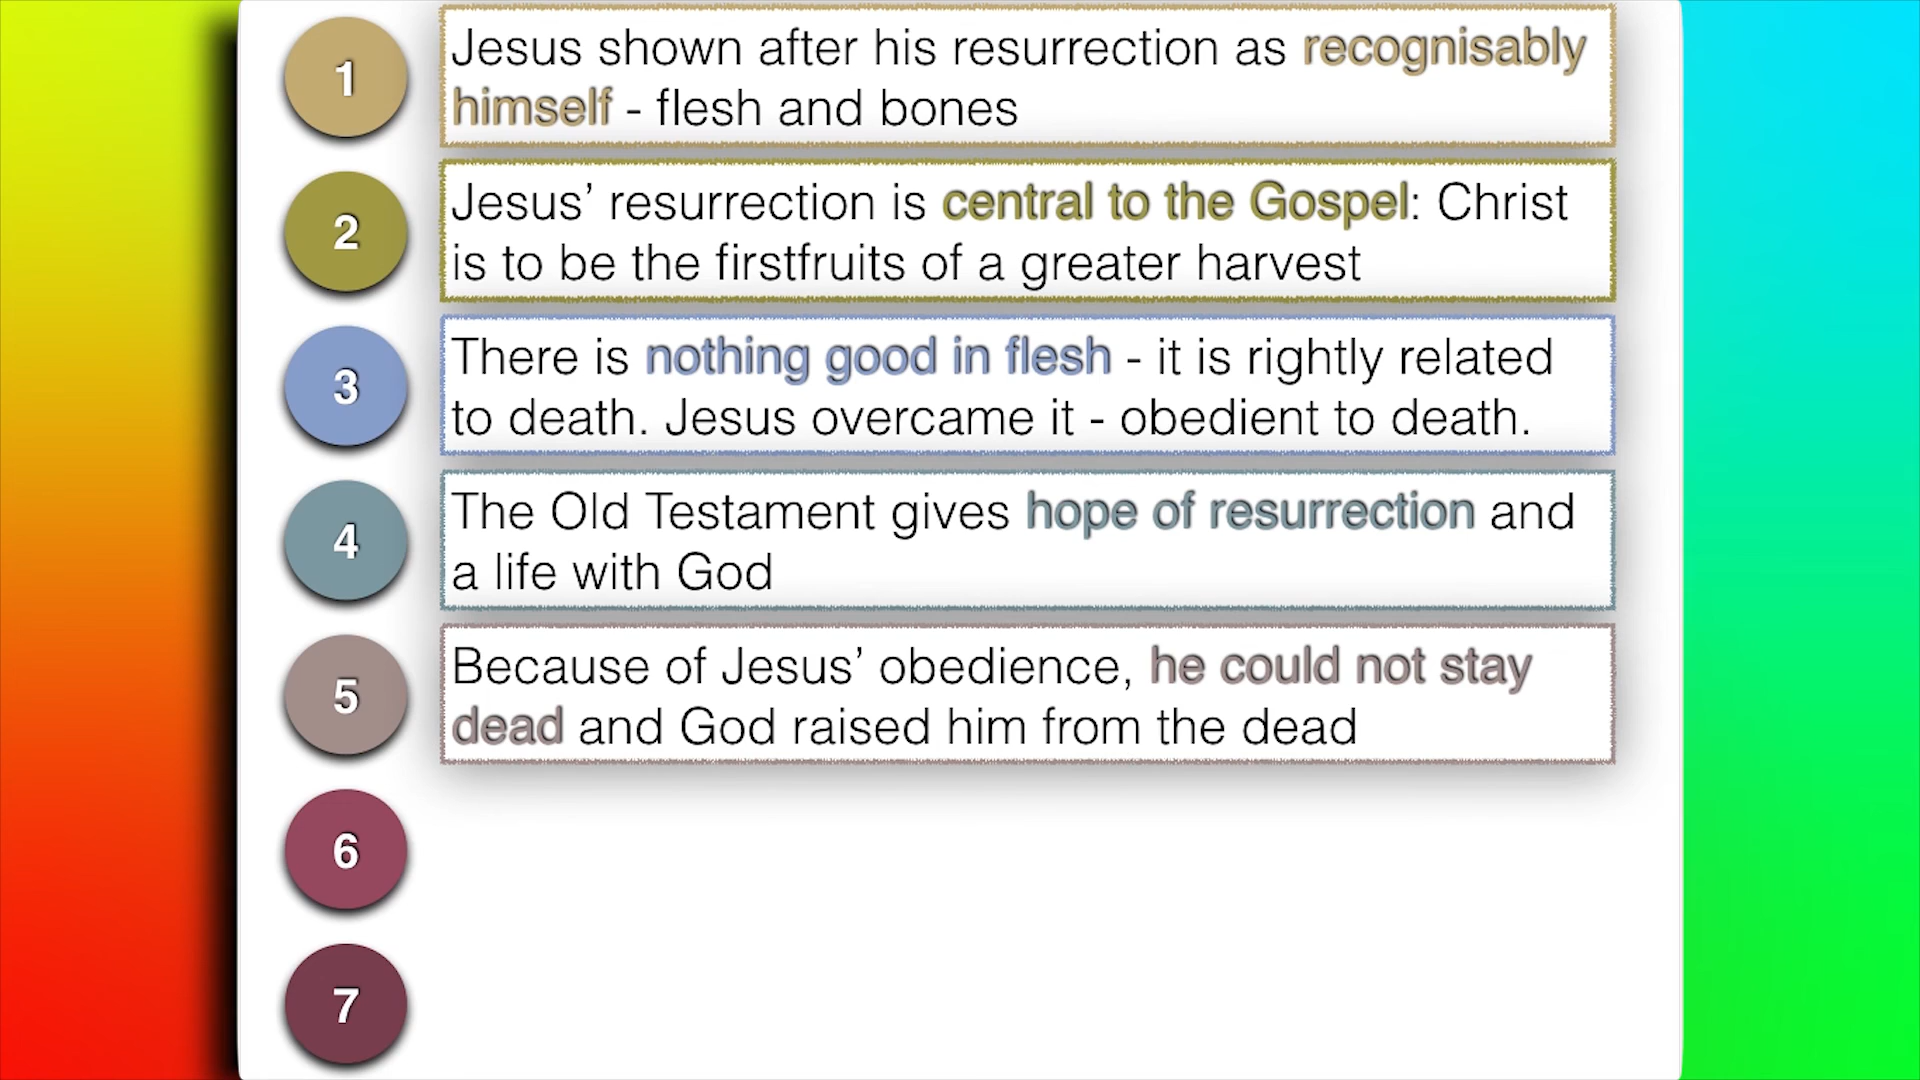 1
Jesus shown after his resurrection as recognisably
himself - flesh and bones
2
Jesus’ resurrection is central to the Gospel: Christ
is to be the firstfruits of a greater harvest
3
There is nothing good in flesh - it is rightly related
to death. Jesus overcame it - obedient to death.
4
The Old Testament gives hope of resurrection and
a life with God
5
Because of Jesus’ obedience, he could not stay
dead and God raised him from the dead
6
7